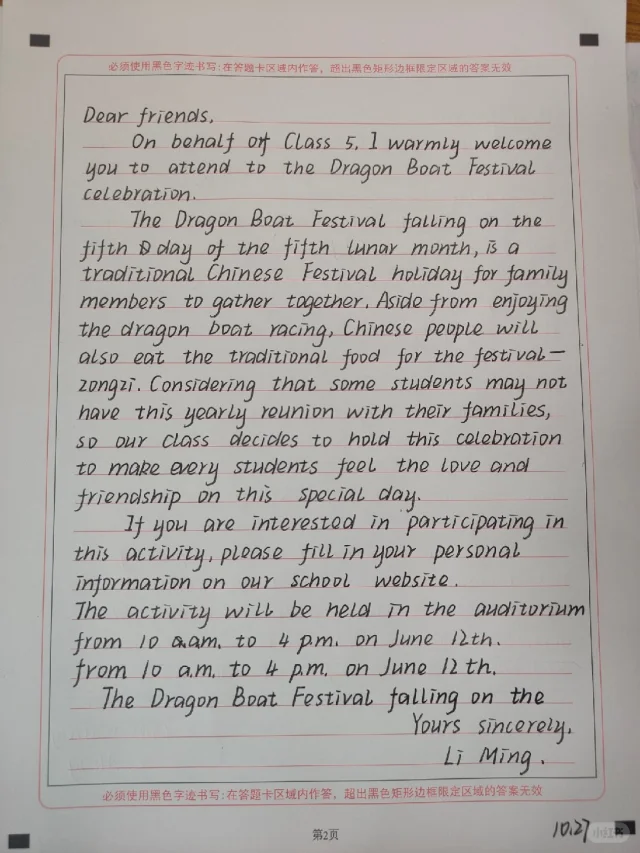 必须使用黑色字迹书写:在答题卡区域内作答，超出黑色矩形边框限定区域的答案无效
Dear friends,
On behalf of Class 5, I warmly welcome
you to attend to the Dragon Boat Festival
celebration.
The Dragon Boat Festival falling on the
fifth day of the fifth lunar month, is a
traditional Chinese Festival holiday for family
members to gather together. Aside from enjoying
the dragon boat racing, Chinese people will
also eat the traditional food for the festival—
zongzi. Considering that some students may not
have this yearly reunion with their families,
so our class decides to hold this celebration
to make every students feel the love and
friendship on this special day.
If you are interested in participating in
this activity, please fill in your personal
information on our school website.
The activity will be held in the auditorium
from 10 a.am. to 4 p.m. on June 12th.
from 10 a.m. to 4 p.m. on June 12th.
The Dragon Boat Festival falling on the
Yours sincerely,
Li Ming.
必须使用黑色字迹书写:在答题卡区域内作答，超出黑色矩形边框限定区域的答案无效
第2页
10.27
小红书